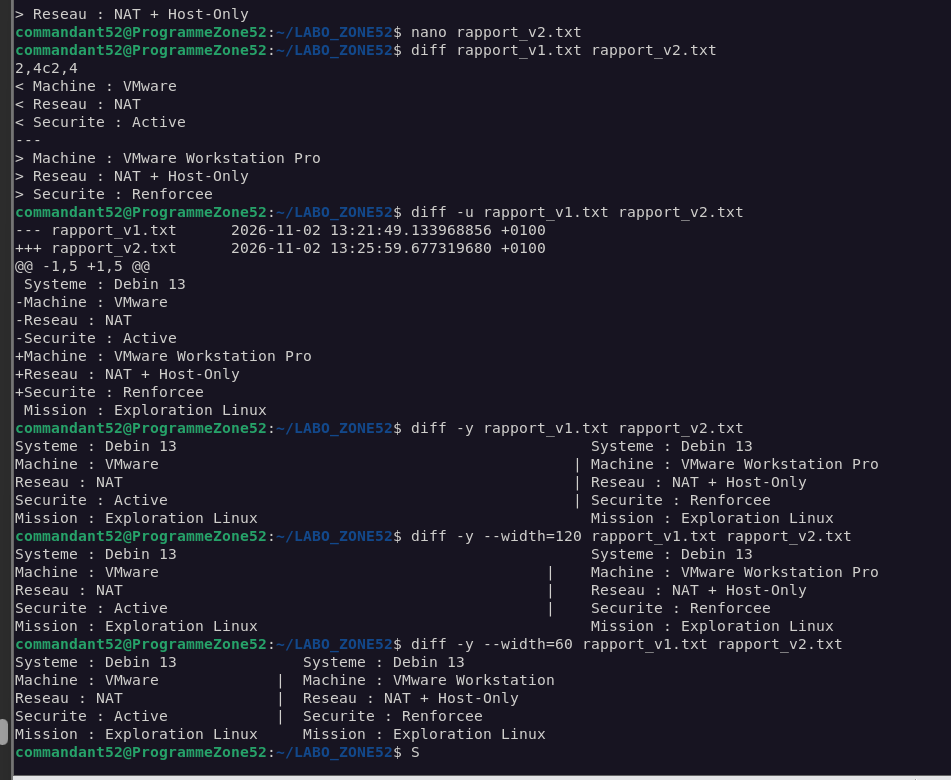 > Reseau : NAT + Host-Only
commandant52@ProgrammeZone52:~/LABO_ZONE52$ nano rapport_v2.txt
commandant52@ProgrammeZone52:~/LABO_ZONE52$ diff rapport_v1.txt rapport_v2.txt
2,4c2,4
< Machine : VMware
< Reseau : NAT
< Securite : Active
---
> Machine : VMware Workstation Pro
> Reseau : NAT + Host-Only
> Securite : Renforcee
commandant52@ProgrammeZone52:~/LABO_ZONE52$ diff -u rapport_v1.txt rapport_v2.txt
--- rapport_v1.txt      2026-11-02 13:21:49.133968856 +0100
+++ rapport_v2.txt      2026-11-02 13:25:59.677319680 +0100
@@ -1,5 +1,5 @@
 Systeme : Debin 13
-Machine : VMware
-Reseau : NAT
-Securite : Active
+Machine : VMware Workstation Pro
+Reseau : NAT + Host-Only
+Securite : Renforcee
 Mission : Exploration Linux
commandant52@ProgrammeZone52:~/LABO_ZONE52$ diff -y rapport_v1.txt rapport_v2.txt
Systeme : Debin 13                                              Systeme : Debin 13
Machine : VMware                                              | Machine : VMware Workstation Pro
Reseau : NAT                                                  | Reseau : NAT + Host-Only
Securite : Active                                             | Securite : Renforcee
Mission : Exploration Linux                                     Mission : Exploration Linux
commandant52@ProgrammeZone52:~/LABO_ZONE52$ diff -y --width=120 rapport_v1.txt rapport_v2.txt
Systeme : Debin 13                                              Systeme : Debin 13
Machine : VMware                                           |    Machine : VMware Workstation Pro
Reseau : NAT                                               |    Reseau : NAT + Host-Only
Securite : Active                                          |    Securite : Renforcee
Mission : Exploration Linux                                     Mission : Exploration Linux
commandant52@ProgrammeZone52:~/LABO_ZONE52$ diff -y --width=60 rapport_v1.txt rapport_v2.txt
Systeme : Debin 13              Systeme : Debin 13
Machine : VMware             |  Machine : VMware Workstation
Reseau : NAT                 |  Reseau : NAT + Host-Only
Securite : Active            |  Securite : Renforcee
Mission : Exploration Linux     Mission : Exploration Linux
commandant52@ProgrammeZone52:~/LABO_ZONE52$ S